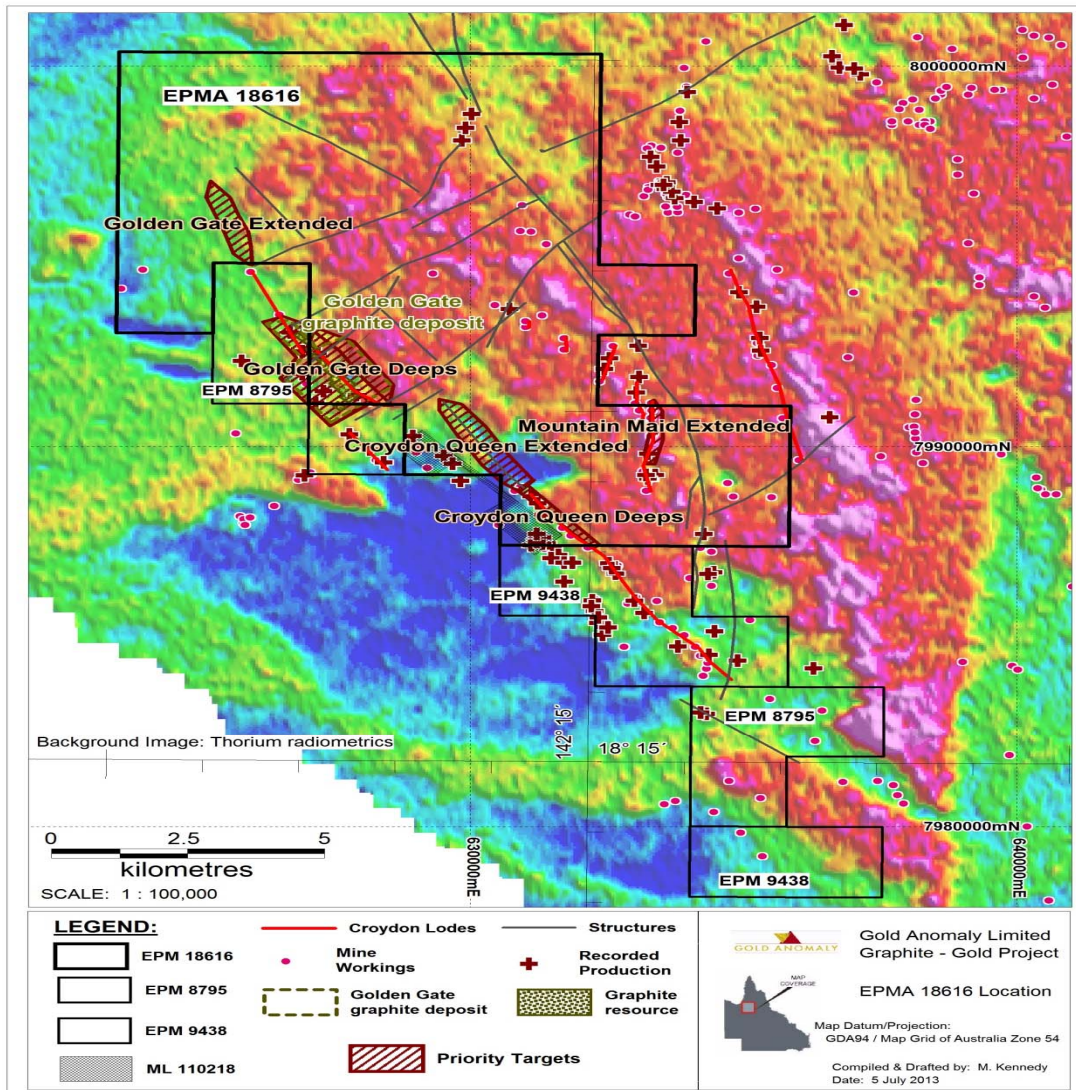 EPMA 18616
8000000mN
Golden Gate Extended
Golden Gate
graphite deposit
Golden Gate Deeps
EPM 8795
Mountain Maid Extended
Croydon Queen Extended
7990000mN
Croydon Queen Deeps
EPM 9438
EPM 8795
142° 15´
18° 15´
Background Image: Thorium radiometrics
7980000mN
0 2.5 5
kilometres
SCALE: 1 : 100,000
630000mE
640000mE
EPM 9438
LEGEND:
EPM 18616
EPM 8795
EPM 9438
ML 110218
Croydon Lodes
Mine
Workings
Golden Gate
graphite deposit
Structures
Recorded
Production
Graphite
resource
Priority Targets
GOLD ANOMALY
Gold Anomaly Limited
Graphite - Gold Project
MAP
COVERAGE
EPMA 18616 Location
Map Datum/Projection:
GDA94 / Map Grid of Australia Zone 54
Compiled & Drafted by: M. Kennedy
Date: 5 July 2013